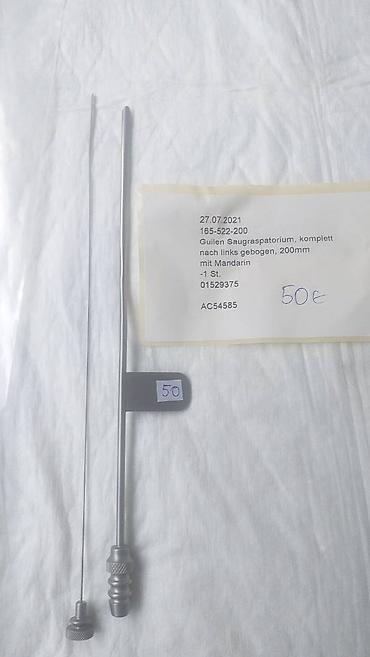 27.07.2021
165-522-200
Guilen Saugraspatorium, komplett
nach links gebogen, 200mm
mit Mandarin
-1 St.
01529375
50€
AC54585
50